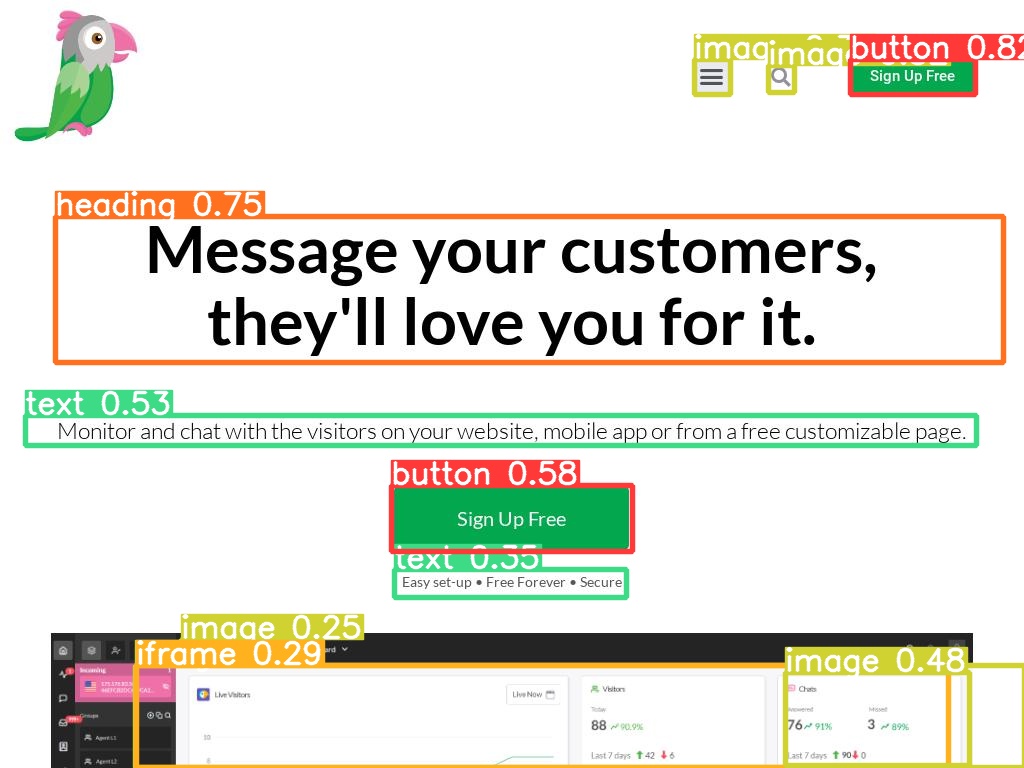 imag
imag
button 0.82
Sign Up Free
heading 0.75
Message your customers,
they'll love you for it.
text 0.53
Monitor and chat with the visitors on your website, mobile app or from a free customizable page.
button 0.58
Sign Up Free
text 0.35
Easy set-up • Free Forever • Secure
image 0.25
iframe 0.29
image 0.48
Incoming
Live Visitors
Live Now
Visitors
Chats
Today
Answered
Missed
88 90.9%
76 91%
3 89%
Groups
10
Agent L1
Last 7 days 42 6
Last 7 days 90 0
8
Agent L2